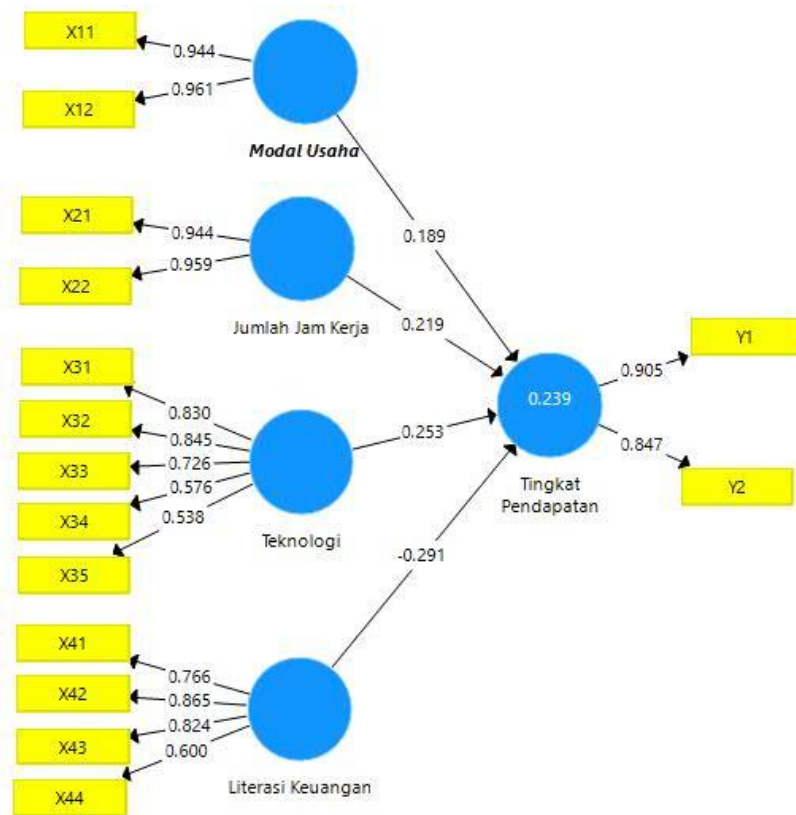 X11
0.944
0.961
X12
Modal Usaha
X21
0.944
0.959
X22
Jumlah Jam Kerja
0.189
0.219
X31
0.830
X32
0.845
X33
0.726
X34
0.576
X35
0.538
Teknologi
0.253
0.239
Tingkat
Pendapatan
0.905
Y1
0.847
Y2
-0.291
X41
0.766
X42
0.865
X43
0.824
X44
0.600
Literasi Keuangan